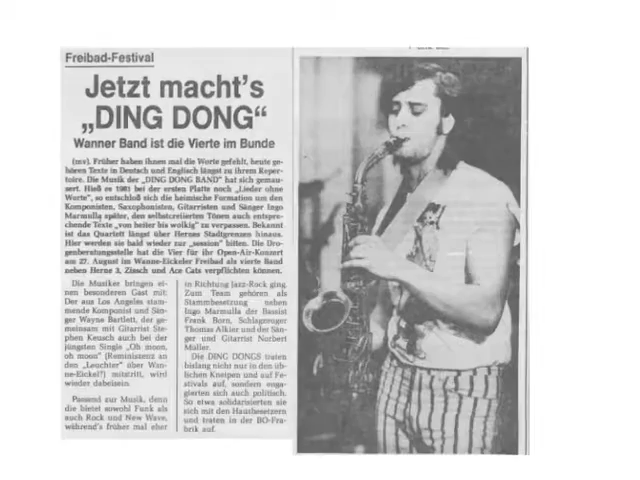 Freibad-Festival
Jetzt macht's
„DING DONG“
Wanner Band ist die Vierte im Bunde
(mv). Früher haben ihnen mal die Worte gefehlt, heute ge-
hören Texte in Deutsch und Englisch längst zu ihrem Reper-
toire. Die Musik der „DING DONG BAND“ hat sich gemau-
sert. Hieß es 1981 bei der ersten Platte noch „Lieder ohne
Worte“, so entschloß sich die heimische Formation um den
Komponisten, Saxophonisten, Gitarristen und Sänger Ingo
Marmulla später, den selbstcreiierten Tönen auch entspre-
chende Texte „von heiter bis wolkig“ zu verpassen. Bekannt
ist das Quartett längst über Hernes Stadtgrenzen hinaus.
Hier werden sie bald wieder zur „session“ bitten. Die Dro-
genberatungsstelle hat die Vier für ihr Open-Air-Konzert
am 27. August im Wanne-Eickeler Freibad als vierte Band
neben Herne 3, Zinsch und Ace Cats verpflichten können.
Die Musiker bringen ei-
nen besonderen Gast mit:
Der aus Los Angeles stam-
mende Komponist und Sän-
ger Wayne Bartlett, der ge-
meinsam mit Gitarrist Ste-
phen Keusch auch bei der
jüngsten Single „Oh moon,
oh moon“ (Reminiszenz an
den „Leuchter“ über Wan-
ne-Eickel?) mitstritt, wird
wieder dabeisein.
Passend zur Musik, denn
die bietet sowohl Funk als
auch Rock und New Wave,
während's früher mal eher
in Richtung Jazz-Rock ging.
Zum Team gehören als
Stammbesetzung neben
Ingo Marmulla der Bassist
Frank Born, Schlagzeuger
Thomas Alkier und der Sän-
ger und Gitarrist Norbert
Müller.
Die DING DONGS traten
bislang nicht nur in den üb-
lichen Kneipen und auf Fe-
stivals auf, sondern enga-
gierten sich auch politisch.
So etwa solidarisierten sie
sich mit den Hautbesetzern
und traten in der BO-Fa-
brik auf.